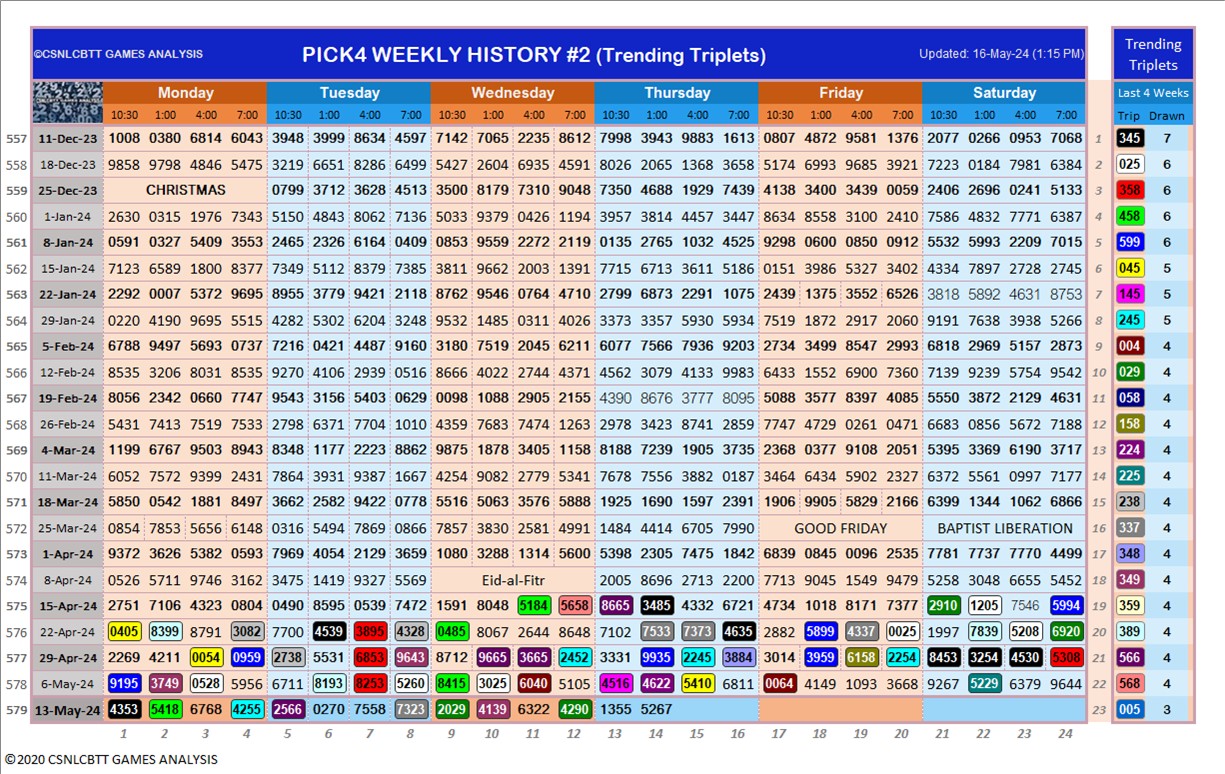 ©CSNLCBTT GAMES ANALYSIS PICK4 WEEKLY HISTORY #2 (Trending Triplets) Updated: 16-May-24 (1:15 PM) Trending
Triplets
Monday Tuesday Wednesday Thursday Friday Saturday Last 4 Weeks
10:30 1:00 4:00 7:00 10:30 1:00 4:00 7:00 10:30 1:00 4:00 7:00 10:30 1:00 4:00 7:00 10:30 1:00 4:00 7:00 10:30 1:00 4:00 7:00 Trip Drawn
557 11-Dec-23 1008 0380 6814 6043 3948 3999 8634 4597 7142 7065 2235 8612 7998 3943 9883 1613 0807 4872 9581 1376 2077 0266 0953 7068 1 345 7
558 18-Dec-23 9858 9798 4846 5475 3219 6651 8286 6499 5427 2604 6935 4591 8026 2065 1368 3658 5174 6993 9685 3921 7223 0184 7981 6384 2 025 6
559 25-Dec-23 CHRISTMAS 0799 3712 3628 4513 3500 8179 7310 9048 7350 4688 1929 7439 4138 3400 3439 0059 2406 2696 0241 5133 3 358 6
560 1-Jan-24 2630 0315 1976 7343 5150 4843 8062 7136 5033 9379 0426 1194 3957 3814 4457 3447 8634 8558 3100 2410 7586 4832 7771 6387 4 458 6
561 8-Jan-24 0591 0327 5409 3553 2465 2326 6164 0409 0853 9559 2272 2119 0135 2765 1032 4525 9298 0600 0850 0912 5532 5993 2209 7015 5 599 6
562 15-Jan-24 7123 6589 1800 8377 7349 5112 8379 7385 3811 9662 2003 1391 7715 6713 3611 5186 0151 3986 5327 3402 4334 7897 2728 2745 6 045 5
563 22-Jan-24 2292 0007 5372 9695 8955 3779 9421 2118 3762 9546 0764 4710 2799 6873 2291 1075 2439 1375 3552 6526 3818 5892 4631 8753 7 145 5
564 29-Jan-24 0220 4190 9695 5515 4282 5302 6204 3248 0532 1485 0311 4026 3373 3357 5930 5934 7519 1872 2917 2060 9191 7638 3938 5266 8 245 5
565 5-Feb-24 6788 9497 5693 0737 7216 0421 4487 9160 3180 7519 2045 6211 6077 7566 7936 9203 2734 3499 8547 2993 6818 2969 5157 2873 9 004 4
566 12-Feb-24 8535 3206 8031 8535 9270 4106 2939 0516 8666 4022 2744 4371 4562 3079 4133 9983 6433 1552 6900 7360 7139 9239 5754 9542 10 029 4
567 19-Feb-24 8056 2342 0660 7747 9543 3156 5403 0629 0098 1088 2905 2155 4390 8676 3777 8095 5088 3577 8397 4085 5550 3872 2129 4631 11 058 4
568 26-Feb-24 5431 7413 7519 7533 2798 6371 7704 1010 4359 7683 7474 1263 2978 3423 8741 2859 7747 4729 0261 0471 6683 0856 5672 7188 12 158 4
569 4-Mar-24 1199 6767 9503 8943 8348 1177 2223 8862 9875 1878 3405 1158 8188 7239 1905 3735 2368 0377 9108 2051 5395 3369 6190 3717 13 224 4
570 11-Mar-24 6052 7572 9399 2431 7864 3931 9387 1667 4254 9082 7779 5341 7678 7556 3850 0187 3464 6434 5902 2327 6372 5561 0997 7177 14 225 4
571 18-Mar-24 5850 0542 1881 8497 3662 2582 9422 0778 5516 5063 3576 5888 1925 1690 1597 2391 1906 9905 5829 2166 6399 1344 1062 6866 15 238 4
572 25-Mar-24 0854 7853 5656 6148 0316 5494 7869 0866 7857 3830 2581 4991 1484 4414 6705 7990 GOOD FRIDAY BAPTIST LIBERATION 16 337 4
573 1-Apr-24 9372 3626 5382 0593 7969 4054 2129 3659 1080 3288 1314 5600 5398 2305 7475 1842 6839 0845 0096 2535 7781 7737 7770 4499 17 348 4
574 8-Apr-24 0526 5711 9746 3162 3475 1419 9327 5569 Eid-al-Fitr 2005 8696 2713 2200 7713 9045 1549 9479 5258 3048 6655 5452 18 349 4
575 15-Apr-24 2751 7106 4323 0804 0490 8595 0539 7472 1591 8048 5184 5658 8665 3485 4332 6721 4734 1018 8171 7377 2910 1205 7546 5994 19 359 4
576 22-Apr-24 0405 8399 8791 3082 7700 4539 3895 4328 0485 8067 2644 8648 7102 7533 7373 4635 2882 5899 4337 0025 1997 7839 5208 6920 20 389 4
577 29-Apr-24 2269 4211 0054 0959 2738 5531 6853 9643 8712 9665 3665 2452 3331 9935 2245 3884 3014 3959 6158 2254 8453 3254 4530 5308 21 566 4
578 6-May-24 9195 3749 0528 5956 6711 8193 8253 5260 8415 3025 6040 5105 4516 4622 5410 6811 0064 4149 1093 3668 9267 5229 6379 9644 22 568 4
579 13-May-24 4353 5418 6768 4255 2566 0270 7558 7323 2029 4139 6322 4290 1355 5267 23 005 3
1 2 3 4 5 6 7 8 9 10 11 12 13 14 15 16 17 18 19 20 21 22 23 24
©2020 CSNLCBTT GAMES ANALYSIS